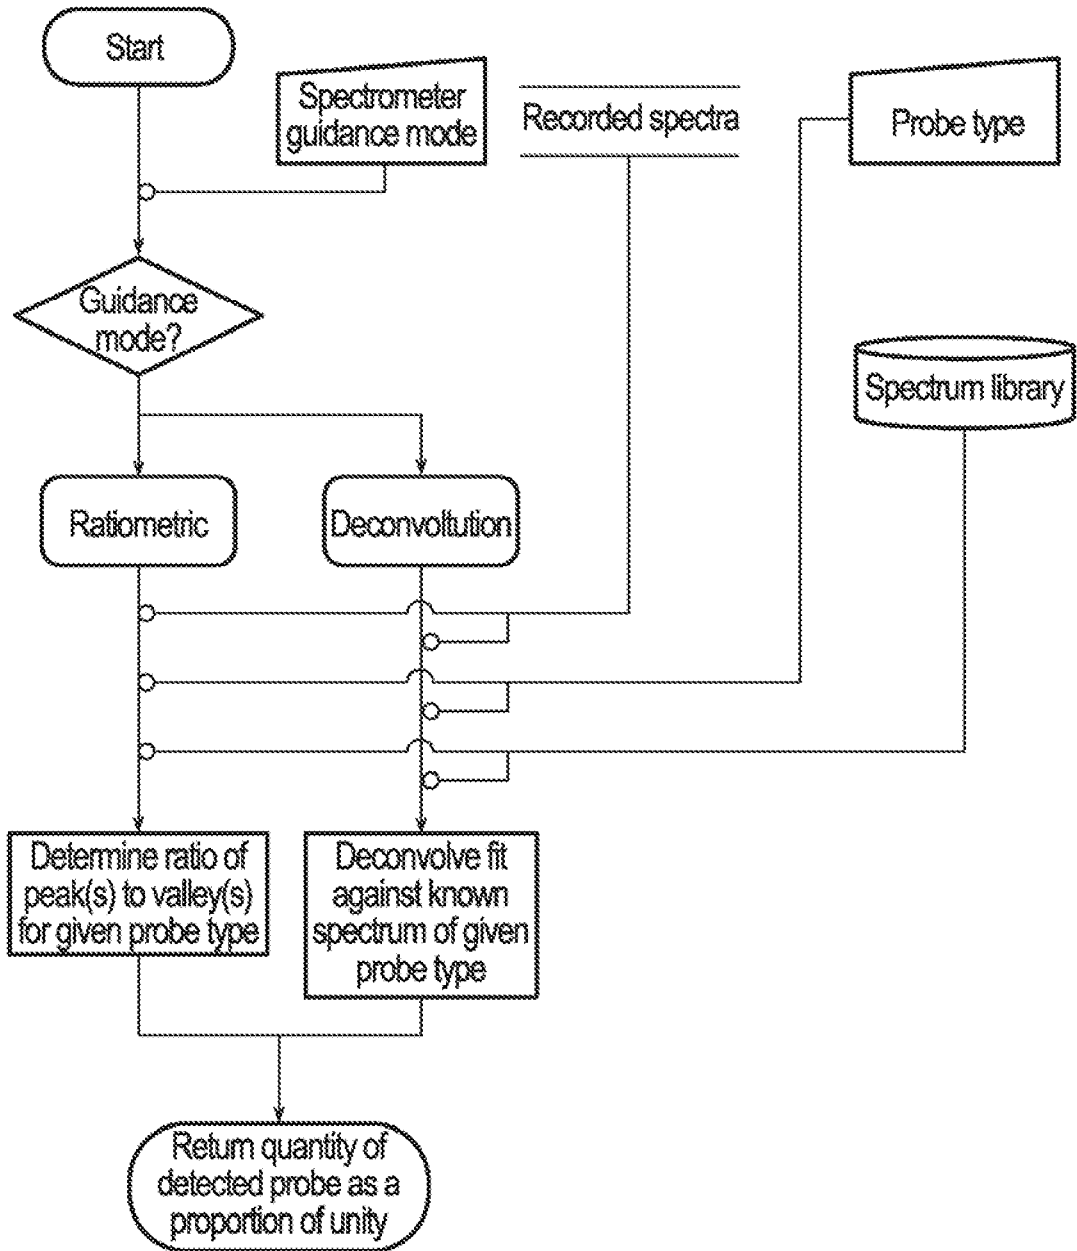 Start
Spectrometer
guidance mode
Recorded spectra
Probe type
Guidance
mode?
Spectrum library
Ratiometric
Deconvoltution
Determine ratio of
peak(s) to valley(s)
for given probe type
Deconvolve fit
against known
spectrum of given
probe type
Return quantity of
detected probe as a
proportion of unity